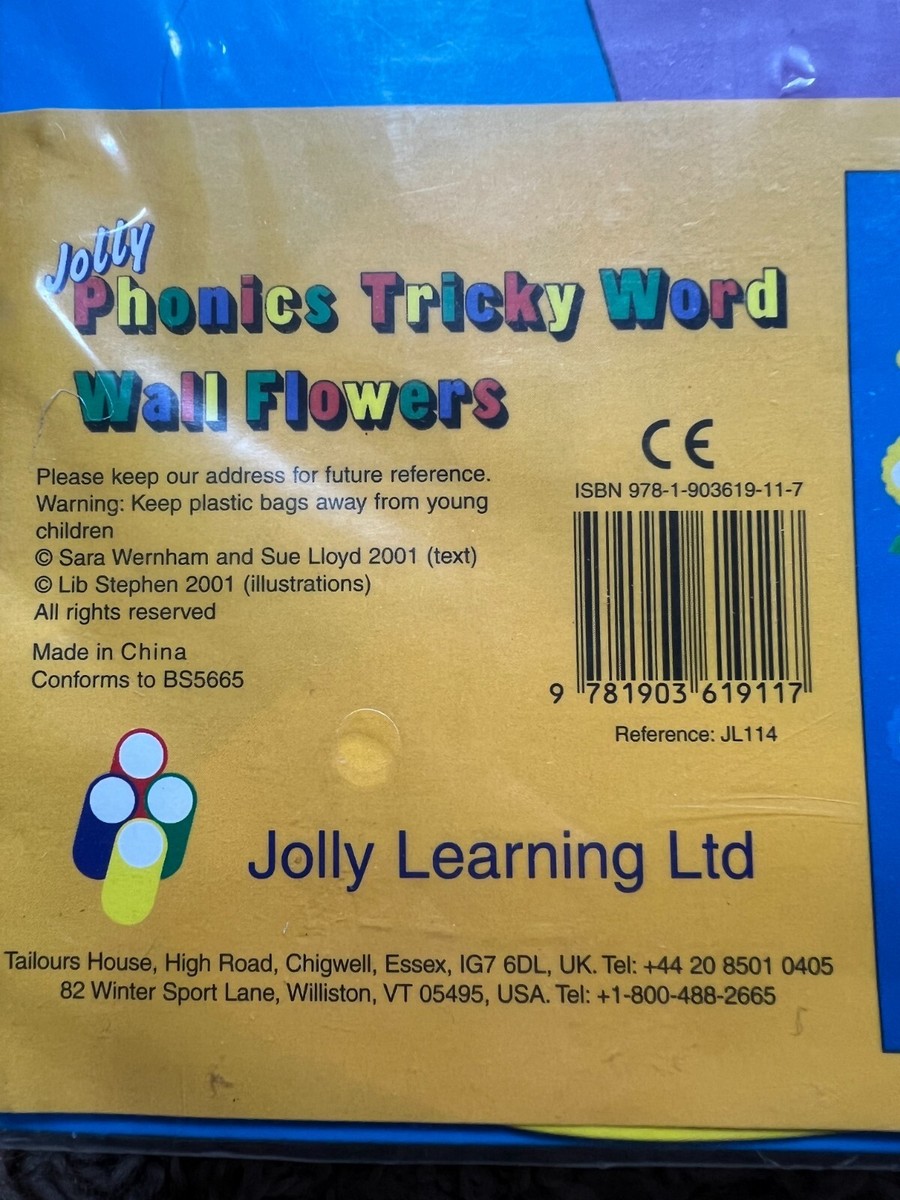 Jolly
Phonics Tricky Word
Wall Flowers
CE
ISBN 978-1-903619-11-7
Please keep our address for future reference.
Warning: Keep plastic bags away from young
children
© Sara Wernham and Sue Lloyd 2001 (text)
© Lib Stephen 2001 (illustrations)
All rights reserved
Made in China
Conforms to BS5665
9 781903 619117
Reference: JL114
Jolly Learning Ltd
Tailours House, High Road, Chigwell, Essex, IG7 6DL, UK. Tel: +44 20 8501 0405
82 Winter Sport Lane, Williston, VT 05495, USA. Tel: +1-800-488-2665